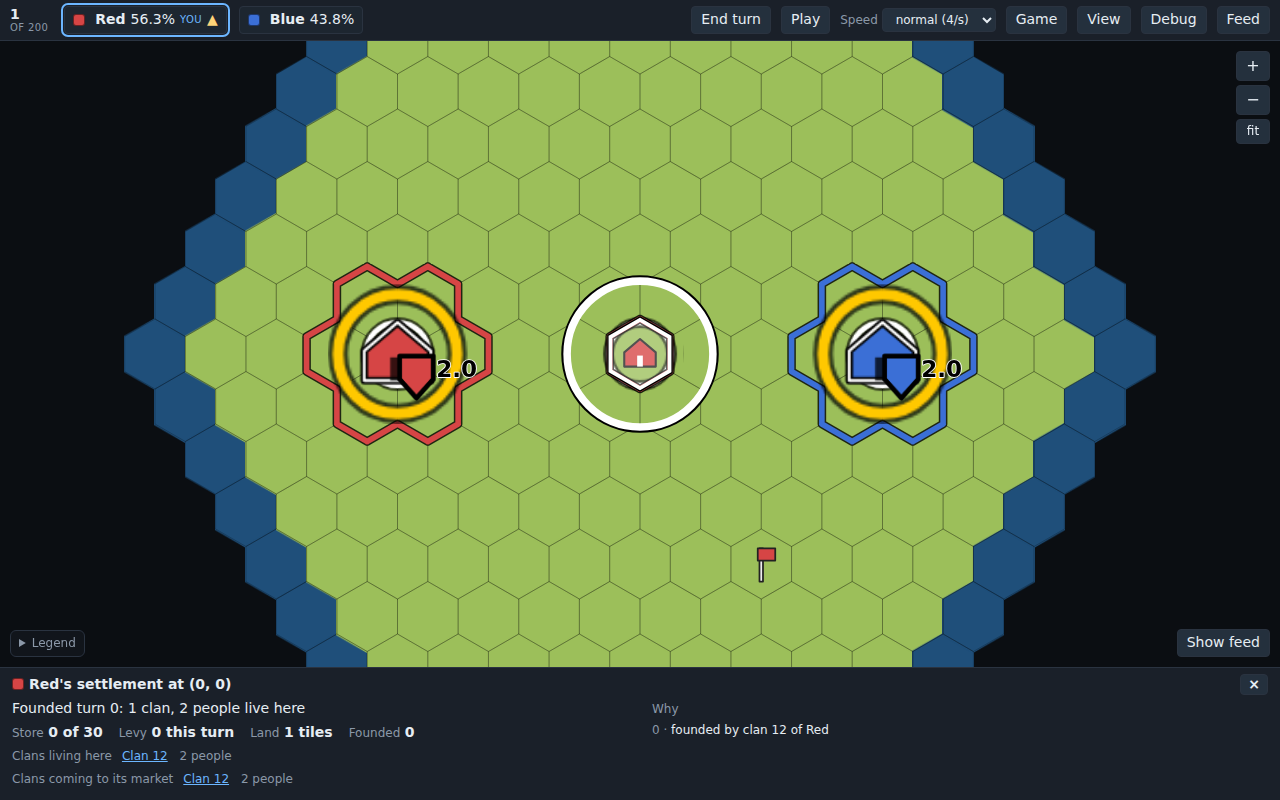 1
OF 200
Red 56.3% YOU
Blue 43.8%
End turn
Play
Speed
normal (4/s)
Game
View
Debug
Feed
+
−
fit
2.0
2.0
Legend
Show feed
Red's settlement at (0, 0)
×
Founded turn 0: 1 clan, 2 people live here
Store 0 of 30 Levy 0 this turn Land 1 tiles Founded 0
Clans living here Clan 12 2 people
Clans coming to its market Clan 12 2 people
Why
0 · founded by clan 12 of Red